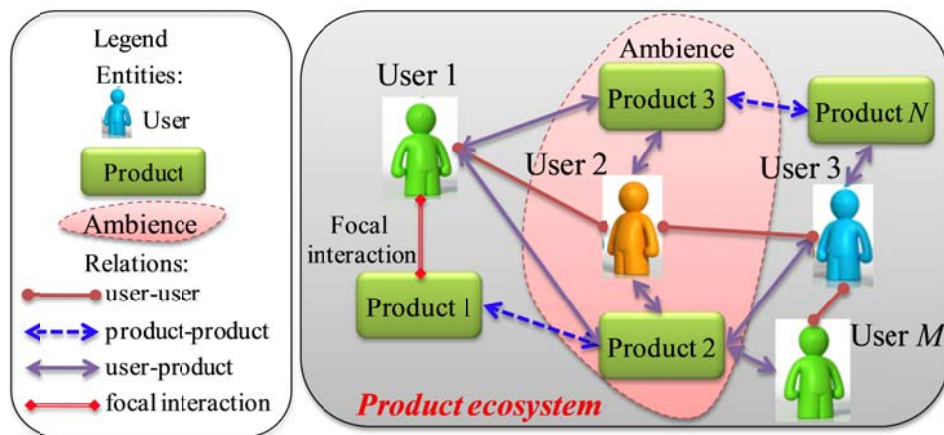 Legend
Entities:
User
Product
Ambience
Relations:
user-user
product-product
user-product
focal interaction
Ambience
User 1
Product 3
Product N
User 2
User 3
Focal
interaction
Product 1
Product 2
User M
Product ecosystem